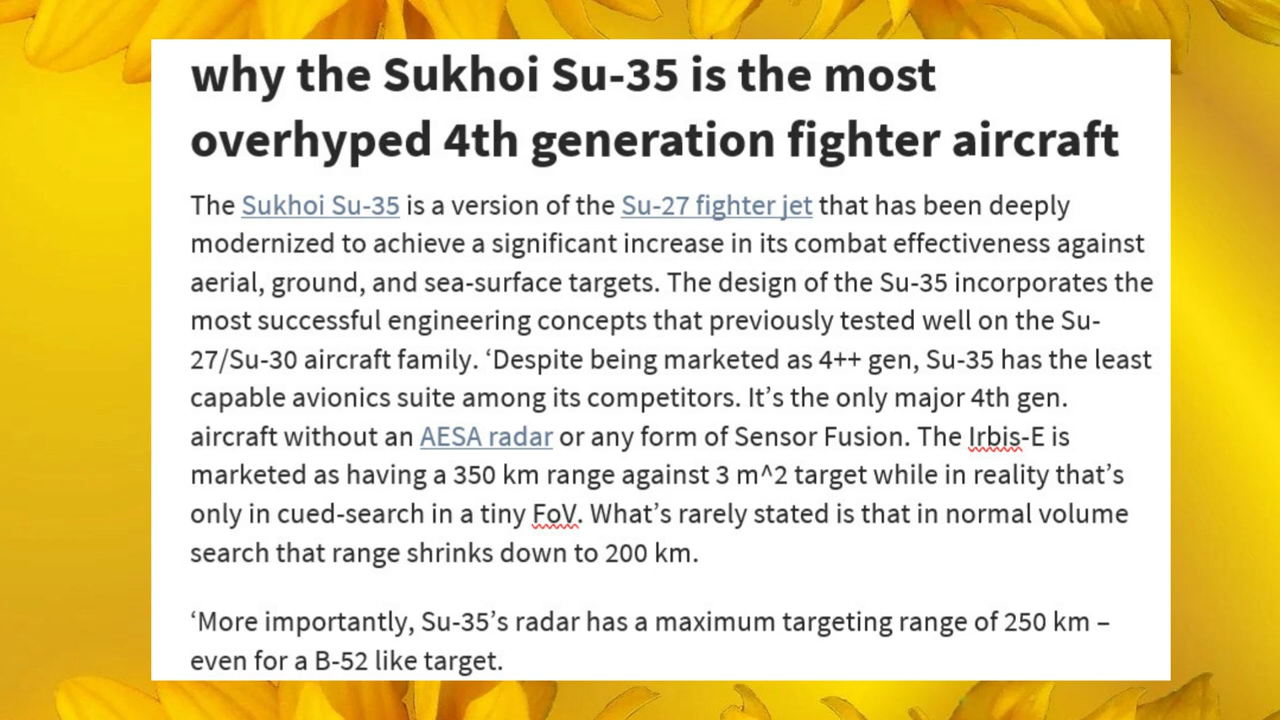 why the Sukhoi Su-35 is the most
overhyped 4th generation fighter aircraft
The Sukhoi Su-35 is a version of the Su-27 fighter jet that has been deeply
modernized to achieve a significant increase in its combat effectiveness against
aerial, ground, and sea-surface targets. The design of the Su-35 incorporates the
most successful engineering concepts that previously tested well on the Su-
27/Su-30 aircraft family. ‘Despite being marketed as 4++ gen, Su-35 has the least
capable avionics suite among its competitors. It’s the only major 4th gen.
aircraft without an AESA radar or any form of Sensor Fusion. The Irbis-E is
marketed as having a 350 km range against 3 m^2 target while in reality that’s
only in cued-search in a tiny FoV. What’s rarely stated is that in normal volume
search that range shrinks down to 200 km.
‘More importantly, Su-35’s radar has a maximum targeting range of 250 km –
even for a B-52 like target.